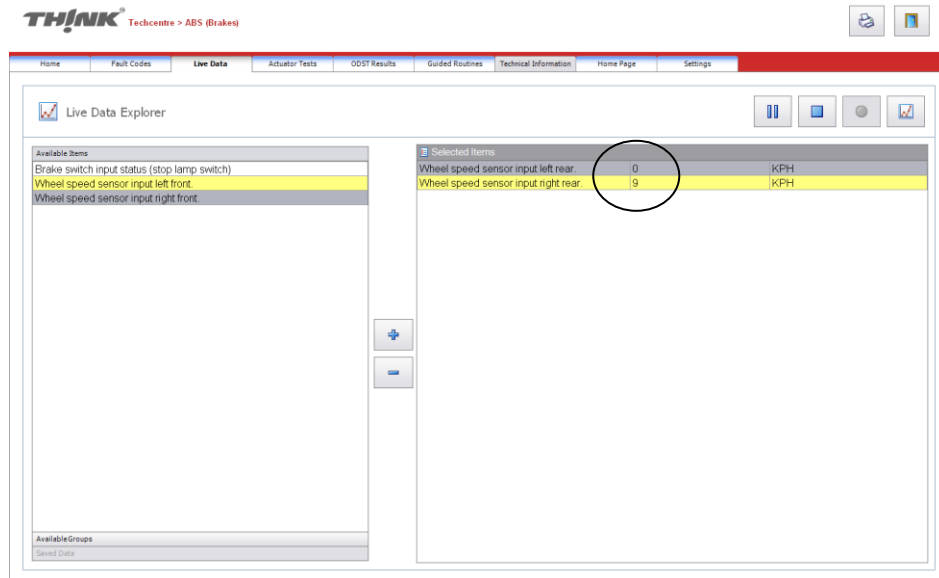 TH!NK® Techcentre > ABS (Brakes)
Home Fault Codes Live Data Actuator Tests ODST Results Guided Routines Technical Information Home Page Settings
Live Data Explorer
Available Items
Brake switch input status (stop lamp switch)
Wheel speed sensor input left front.
Wheel speed sensor input right front.
Selected Items
Wheel speed sensor input left rear. 0 KPH
Wheel speed sensor input right rear. 9 KPH
AvailableGroups
Saved Data